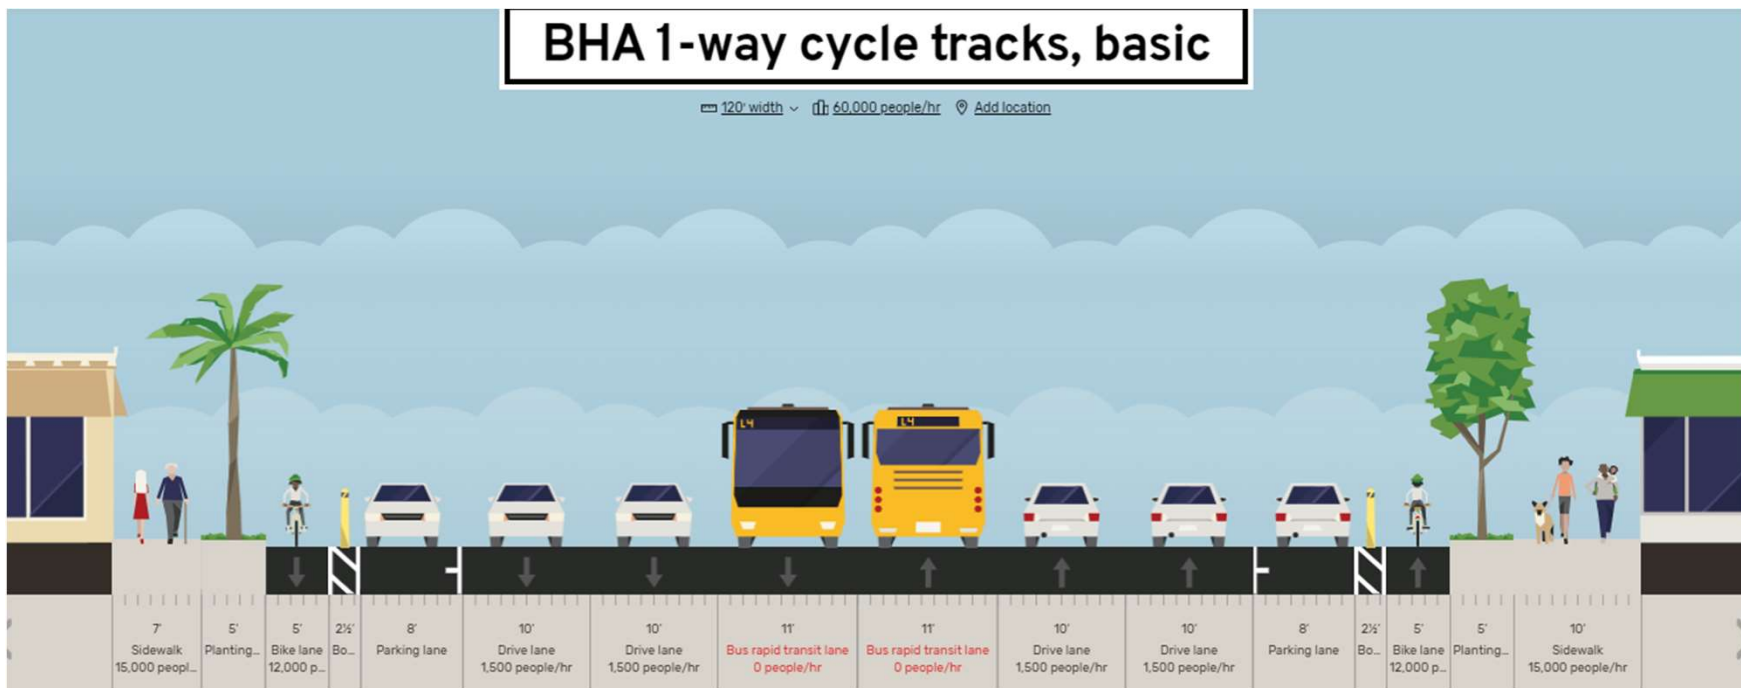 BHA 1-way cycle tracks, basic
120' width 60,000 people/hr Add location
L4 L4
7' 5' 5' 2½' 8' 10' 10' 11' 11' 10' 10' 8' 2½' 5' 5' 10'
Sidewalk Planting... Bike lane Bo... Parking lane Drive lane Drive lane Bus rapid transit lane Bus rapid transit lane Drive lane Drive lane Parking lane Bo... Bike lane Planting... Sidewalk
15,000 peopl... 12,000 p... 1,500 people/hr 1,500 people/hr 0 people/hr 0 people/hr 1,500 people/hr 1,500 people/hr 12,000 p... 15,000 people/hr